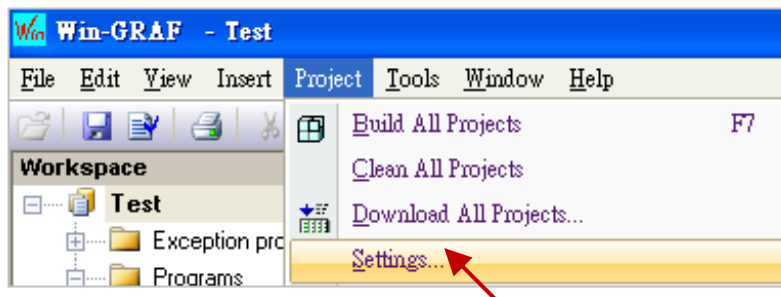 Win Win-GRAF - Test
File Edit View Insert Project Tools Window Help
Build All Projects F7
Workspace
Clean All Projects
Test
Download All Projects...
Exception pro
Settings...
Programs